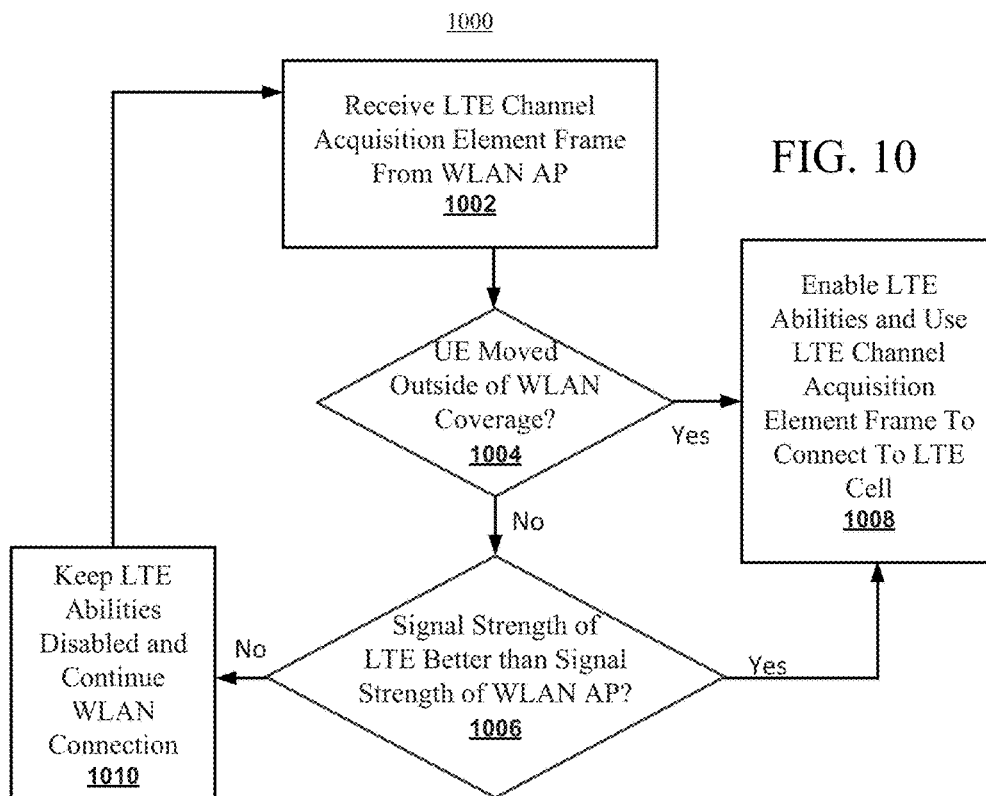 1000
Receive LTE Channel
Acquisition Element Frame
From WLAN AP
1002
FIG. 10
UE Moved
Outside of WLAN
Coverage?
1004
Yes
No
Enable LTE
Abilities and Use
LTE Channel
Acquisition
Element Frame To
Connect To LTE
Cell
1008
Signal Strength of
LTE Better than Signal
Strength of WLAN AP?
1006
Yes
No
Keep LTE
Abilities
Disabled and
Continue
WLAN
Connection
1010